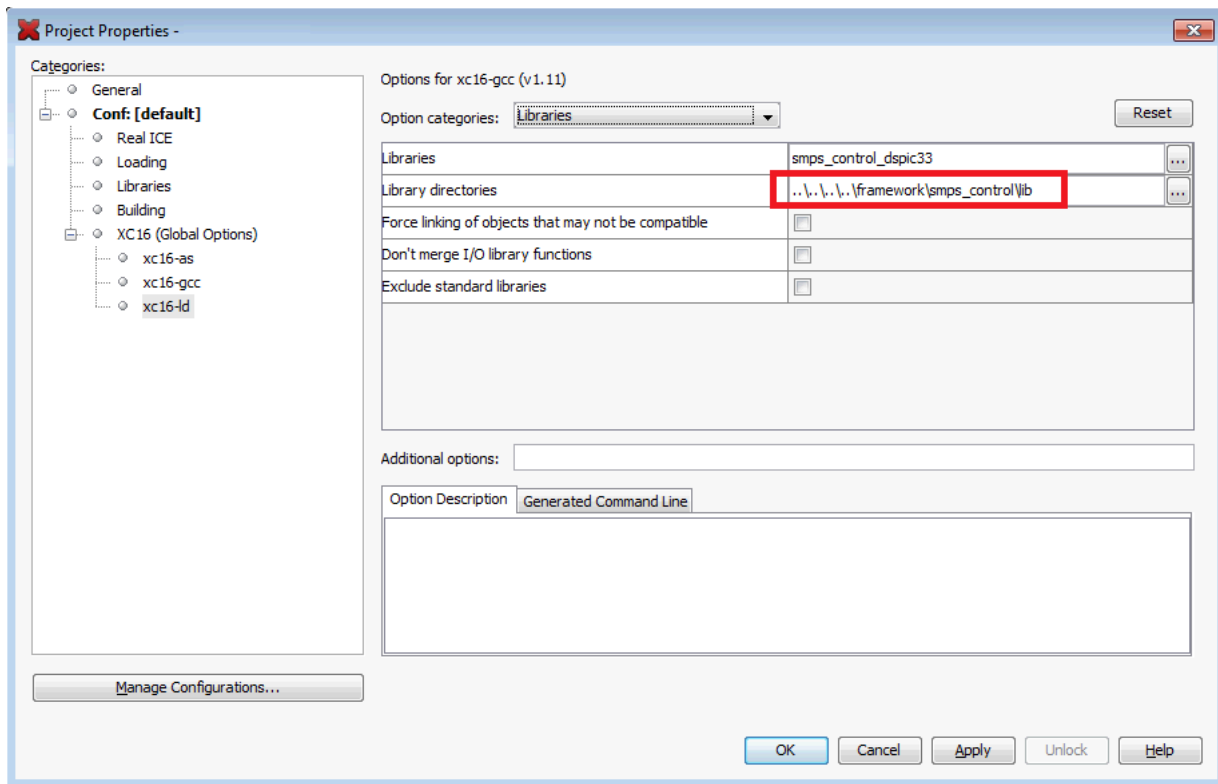 Project Properties -
Categories:
General
Conf: [default]
Real ICE
Loading
Libraries
Building
XC16 (Global Options)
xc16-as
xc16-gcc
xc16-ld
Manage Configurations...
Options for xc16-gcc (v1.11)
Option categories: Libraries Reset
Libraries smps_control_dspic33 ...
Library directories ..\..\..\..\framework\smps_control\lib ...
Force linking of objects that may not be compatible
Don't merge I/O library functions
Exclude standard libraries
Additional options:
Option Description Generated Command Line
OK Cancel Apply Unlock Help